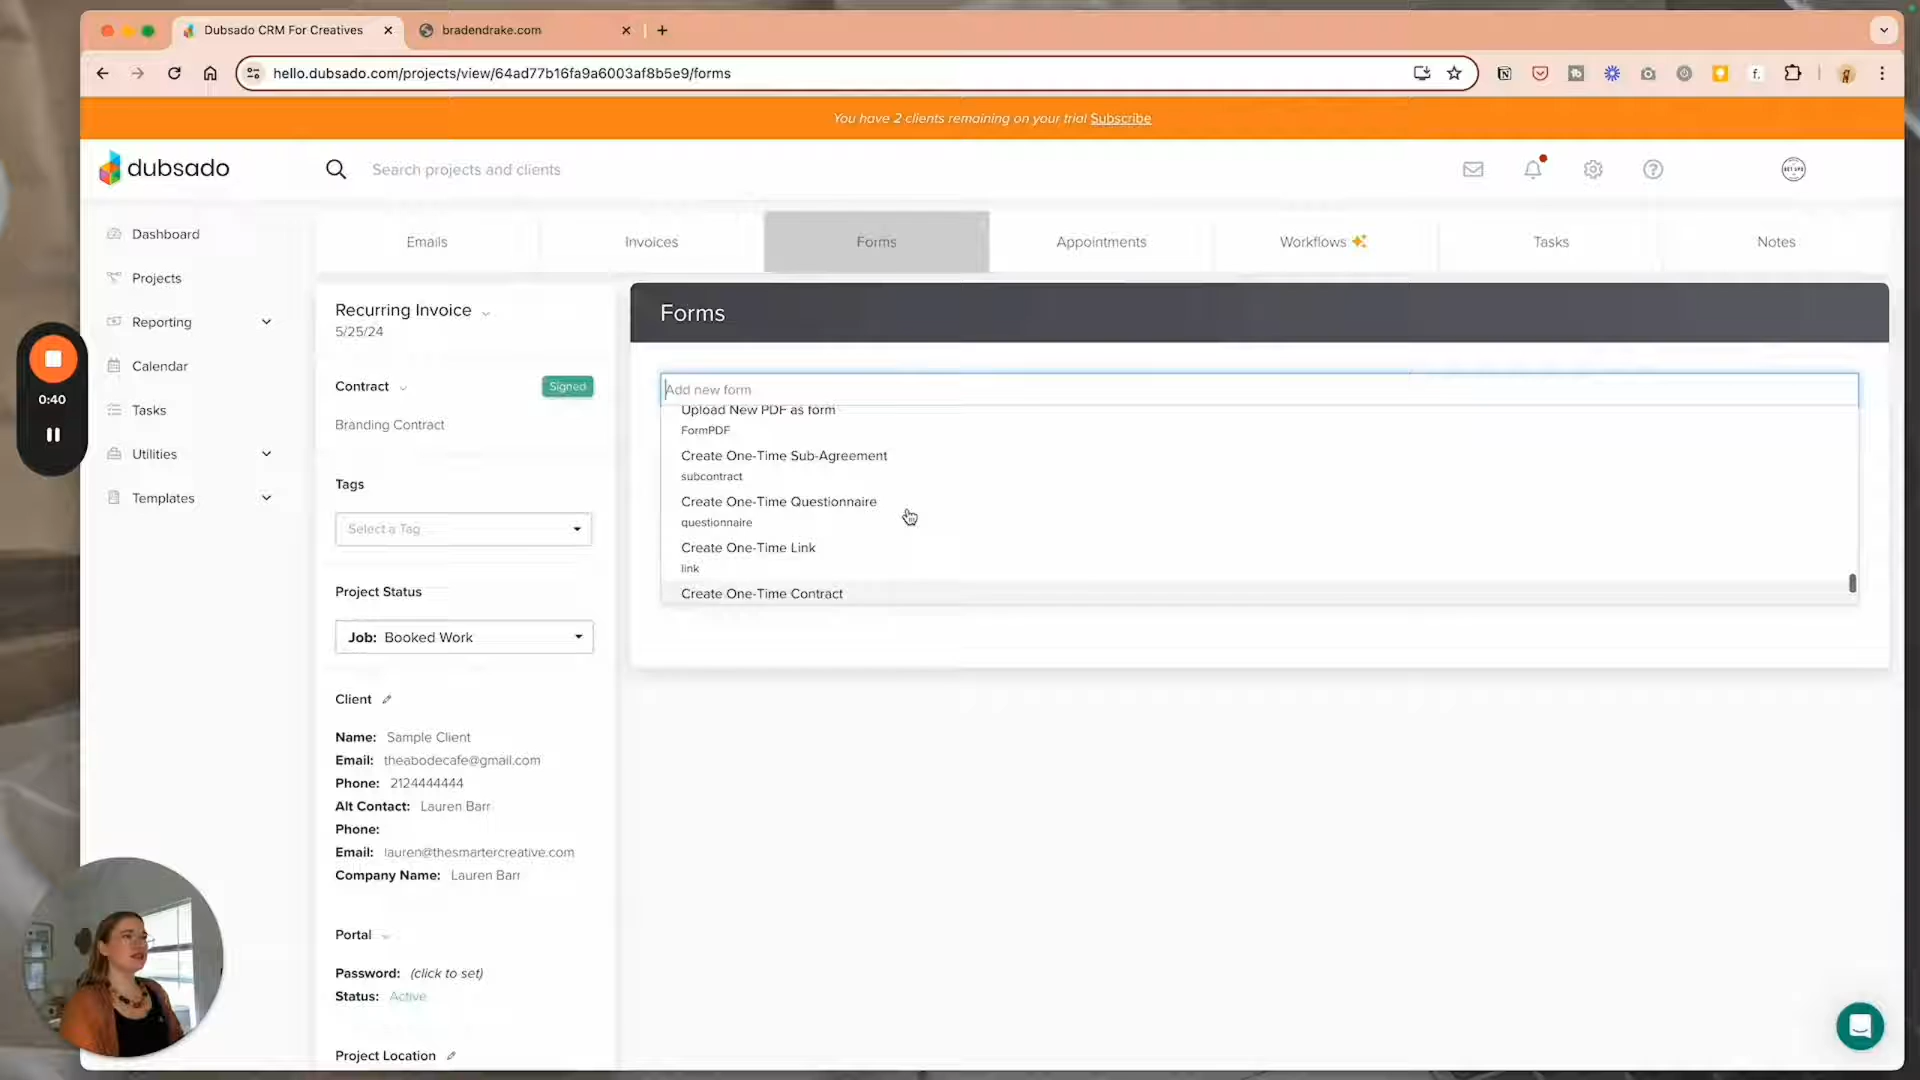 Dubsado CRM For Creatives
bradendrake.com
hello.dubsado.com/projects/view/64ad77b16fa9a6003af8b5e9/forms
You have 2 clients remaining on your trial Subscribe
dubsado
Search projects and clients
Dashboard
Projects
Reporting
Calendar
Tasks
Utilities
Templates
0:40
Emails
Invoices
Forms
Appointments
Workflows
Tasks
Notes
Recurring Invoice
5/25/24
Contract
Signed
Branding Contract
Tags
Select a Tag
Project Status
Job: Booked Work
Client
Name: Sample Client
Email: theabodecafe@gmail.com
Phone: 2124444444
Alt Contact: Lauren Barr
Phone:
Email: lauren@thesmartercreative.com
Company Name: Lauren Barr
Portal
Password: (click to set)
Status: Active
Project Location
Forms
Add new form
Upload New PDF as form
FormPDF
Create One-Time Sub-Agreement
subcontract
Create One-Time Questionnaire
questionnaire
Create One-Time Link
link
Create One-Time Contract